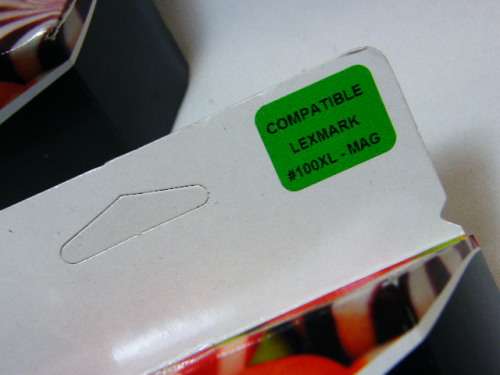 COMPATIBLE
LEXMARK
#100XL - MAG